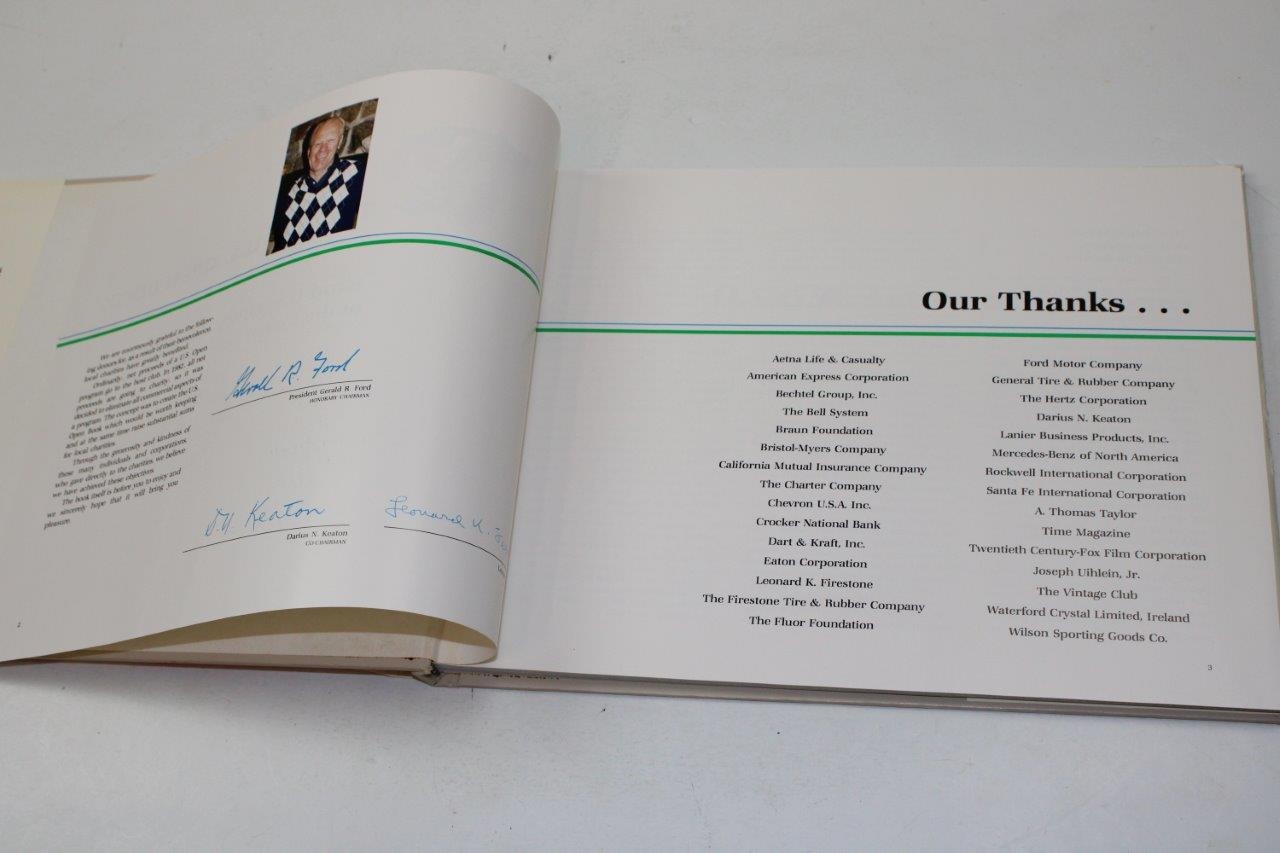 We are enormously grateful to the follow-
ing donors for, as a result of their benevolence,
local charities have greatly benefited.
Ordinarily, net proceeds of a U.S. Open
program go to the host club. In 1982, all net
proceeds are going to charity, so it was
decided to eliminate all commercial aspects of
a program. The concept was to create the U.S.
Open Book which would be worth keeping
and at the same time raise substantial sums
for local charities.
Through the generosity and kindness of
these many individuals and corporations,
who gave directly to the charities, we believe
we have achieved these objectives.
The book itself is before you to enjoy and
we sincerely hope that it will bring you
pleasure.
Gerald R. Ford
President Gerald R. Ford
HONORARY CHAIRMAN
D.N. Keaton
Darius N. Keaton
CO-CHAIRMAN
Leonard K.
2
Our Thanks . . .
Aetna Life & Casualty
American Express Corporation
Bechtel Group, Inc.
The Bell System
Braun Foundation
Bristol-Myers Company
California Mutual Insurance Company
The Charter Company
Chevron U.S.A. Inc.
Crocker National Bank
Dart & Kraft, Inc.
Eaton Corporation
Leonard K. Firestone
The Firestone Tire & Rubber Company
The Fluor Foundation
Ford Motor Company
General Tire & Rubber Company
The Hertz Corporation
Darius N. Keaton
Lanier Business Products, Inc.
Mercedes-Benz of North America
Rockwell International Corporation
Santa Fe International Corporation
A. Thomas Taylor
Time Magazine
Twentieth Century-Fox Film Corporation
Joseph Uihlein, Jr.
The Vintage Club
Waterford Crystal Limited, Ireland
Wilson Sporting Goods Co.
3